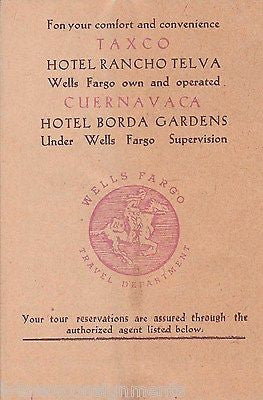 For your comfort and convenience
TAXCO
HOTEL RANCHO TELVA
Wells Fargo own and operated
CUERNAVACA
HOTEL BORDA GARDENS
Under Wells Fargo Supervision
WELLS FARGO
TRAVEL DEPARTMENT
Your tour reservations are assured through the
authorized agent listed below.